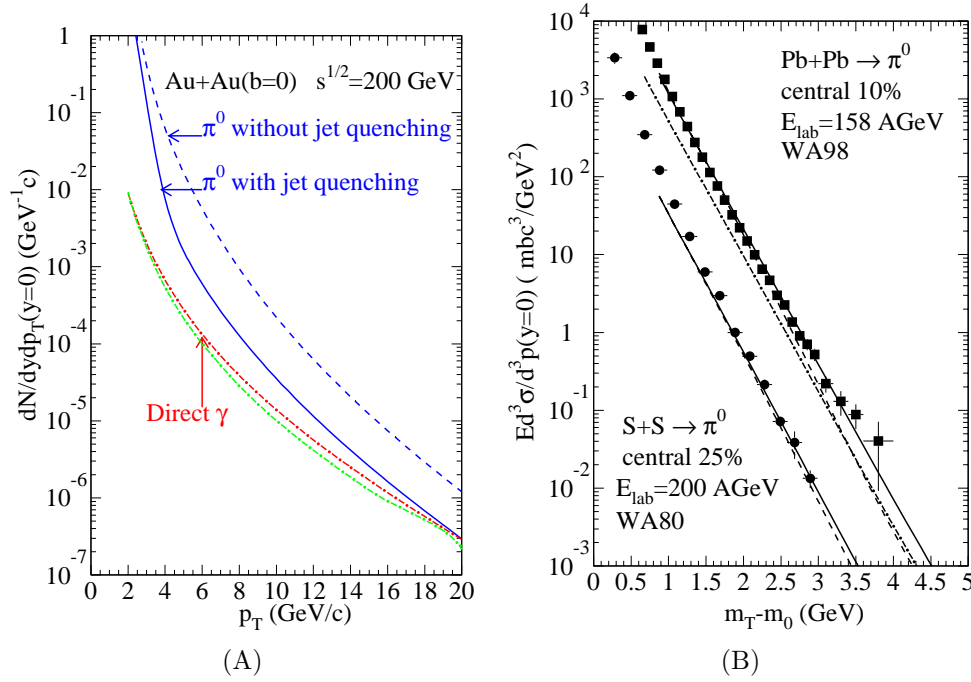 1
10^-1
10^-2
10^-3
10^-4
10^-5
10^-6
10^-7
dN/dydp_T(y=0) (GeV^-1c)
Au+Au(b=0) s^1/2=200 GeV
π^0 without jet quenching
π^0 with jet quenching
Direct γ
0 2 4 6 8 10 12 14 16 18 20
p_T (GeV/c)
(A)
10^4
10^3
10^2
10
1
10^-1
10^-2
10^-3
Ed^3σ/d^3p(y=0) ( mbc^3/GeV^2)
Pb+Pb → π^0
central 10%
E_lab=158 AGeV
WA98
S+S → π^0
central 25%
E_lab=200 AGeV
WA80
0 0.5 1 1.5 2 2.5 3 3.5 4 4.5 5
m_T-m_0 (GeV)
(B)